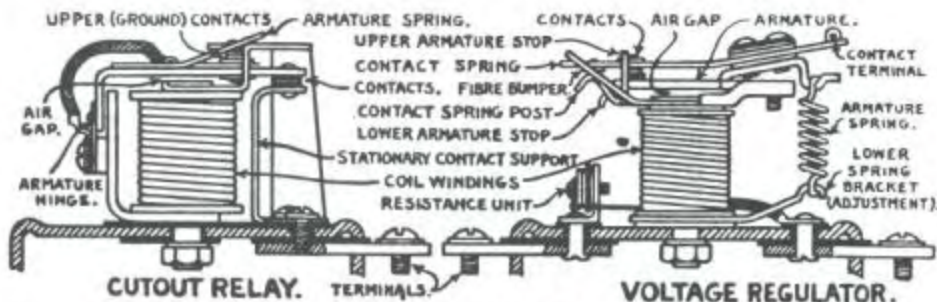 UPPER (GROUND) CONTACTS
ARMATURE SPRING.
CONTACTS
AIR GAP
ARMATURE.
UPPER ARMATURE STOP
CONTACT SPRING
CONTACT
TERMINAL
CONTACTS.
FIBRE BUMPER
AIR
GAP.
CONTACT SPRING POST
ARMATURE
SPRING.
LOWER ARMATURE STOP
STATIONARY CONTACT SUPPORT
ARMATURE
HINGE.
COIL WINDINGS
LOWER
SPRING
BRACKET
(ADJUSTMENT).
RESISTANCE UNIT
CUTOUT RELAY.
TERMINALS.
VOLTAGE REGULATOR.